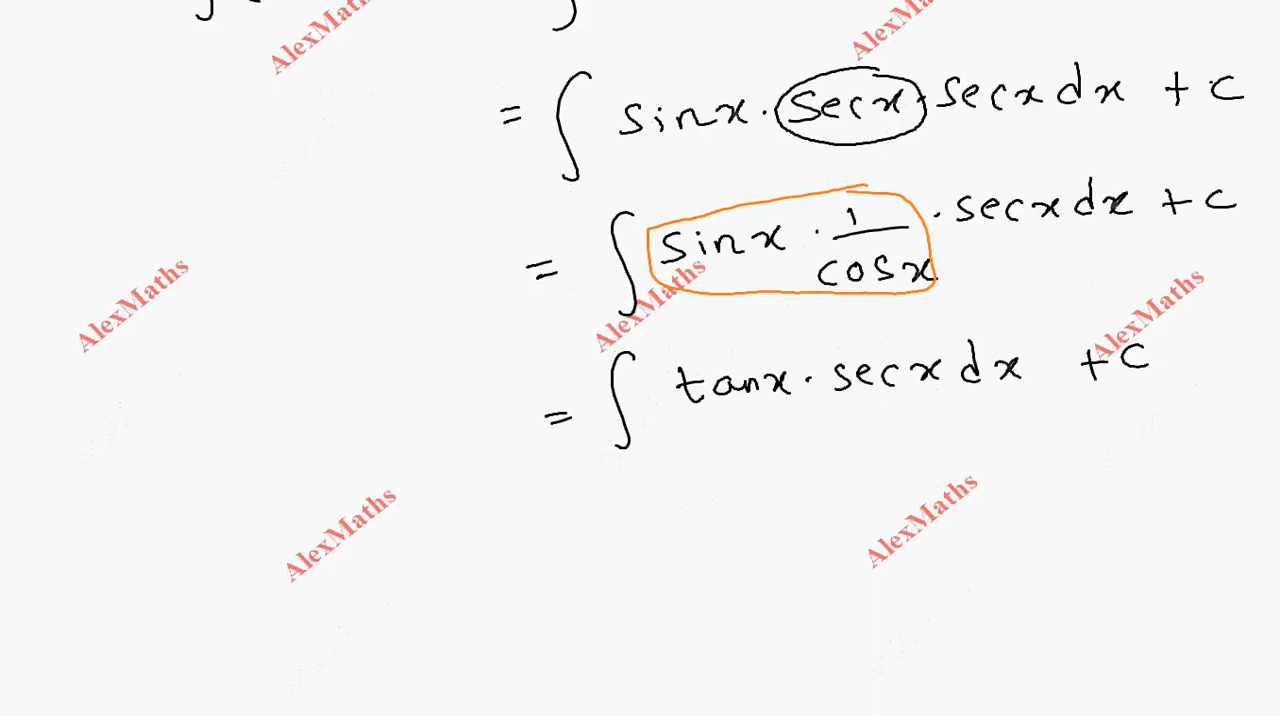 AlexMaths AlexMaths
= ∫ sinx · secx · secx dx + c
= ∫ sinx · 1/cosx · secx dx + c
AlexMaths AlexMaths AlexMaths
= ∫ tanx · secx dx + c
AlexMaths AlexMaths